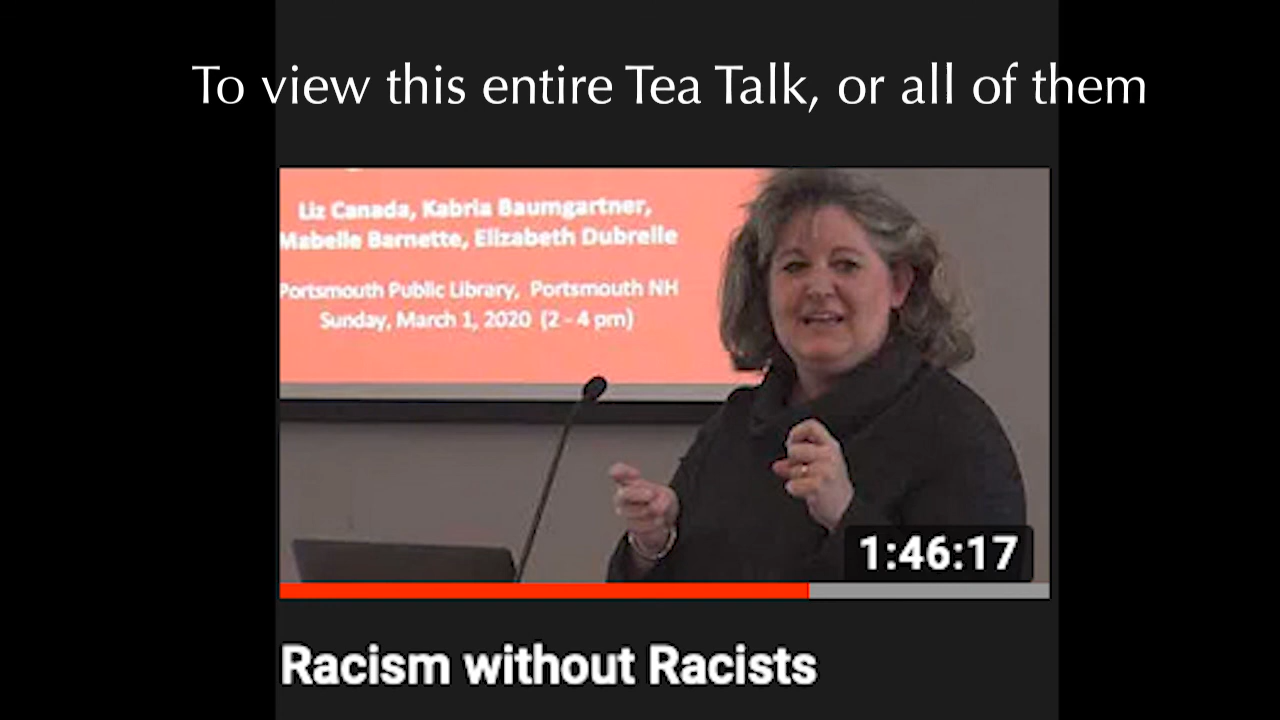 To view this entire Tea Talk, or all of them
Liz Canada, Kabria Baumgartner,
Mabelle Barnette, Elizabeth Dubrelle
Portsmouth Public Library, Portsmouth NH
Sunday, March 1, 2020 (2 - 4 pm)
1:46:17
Racism without Racists